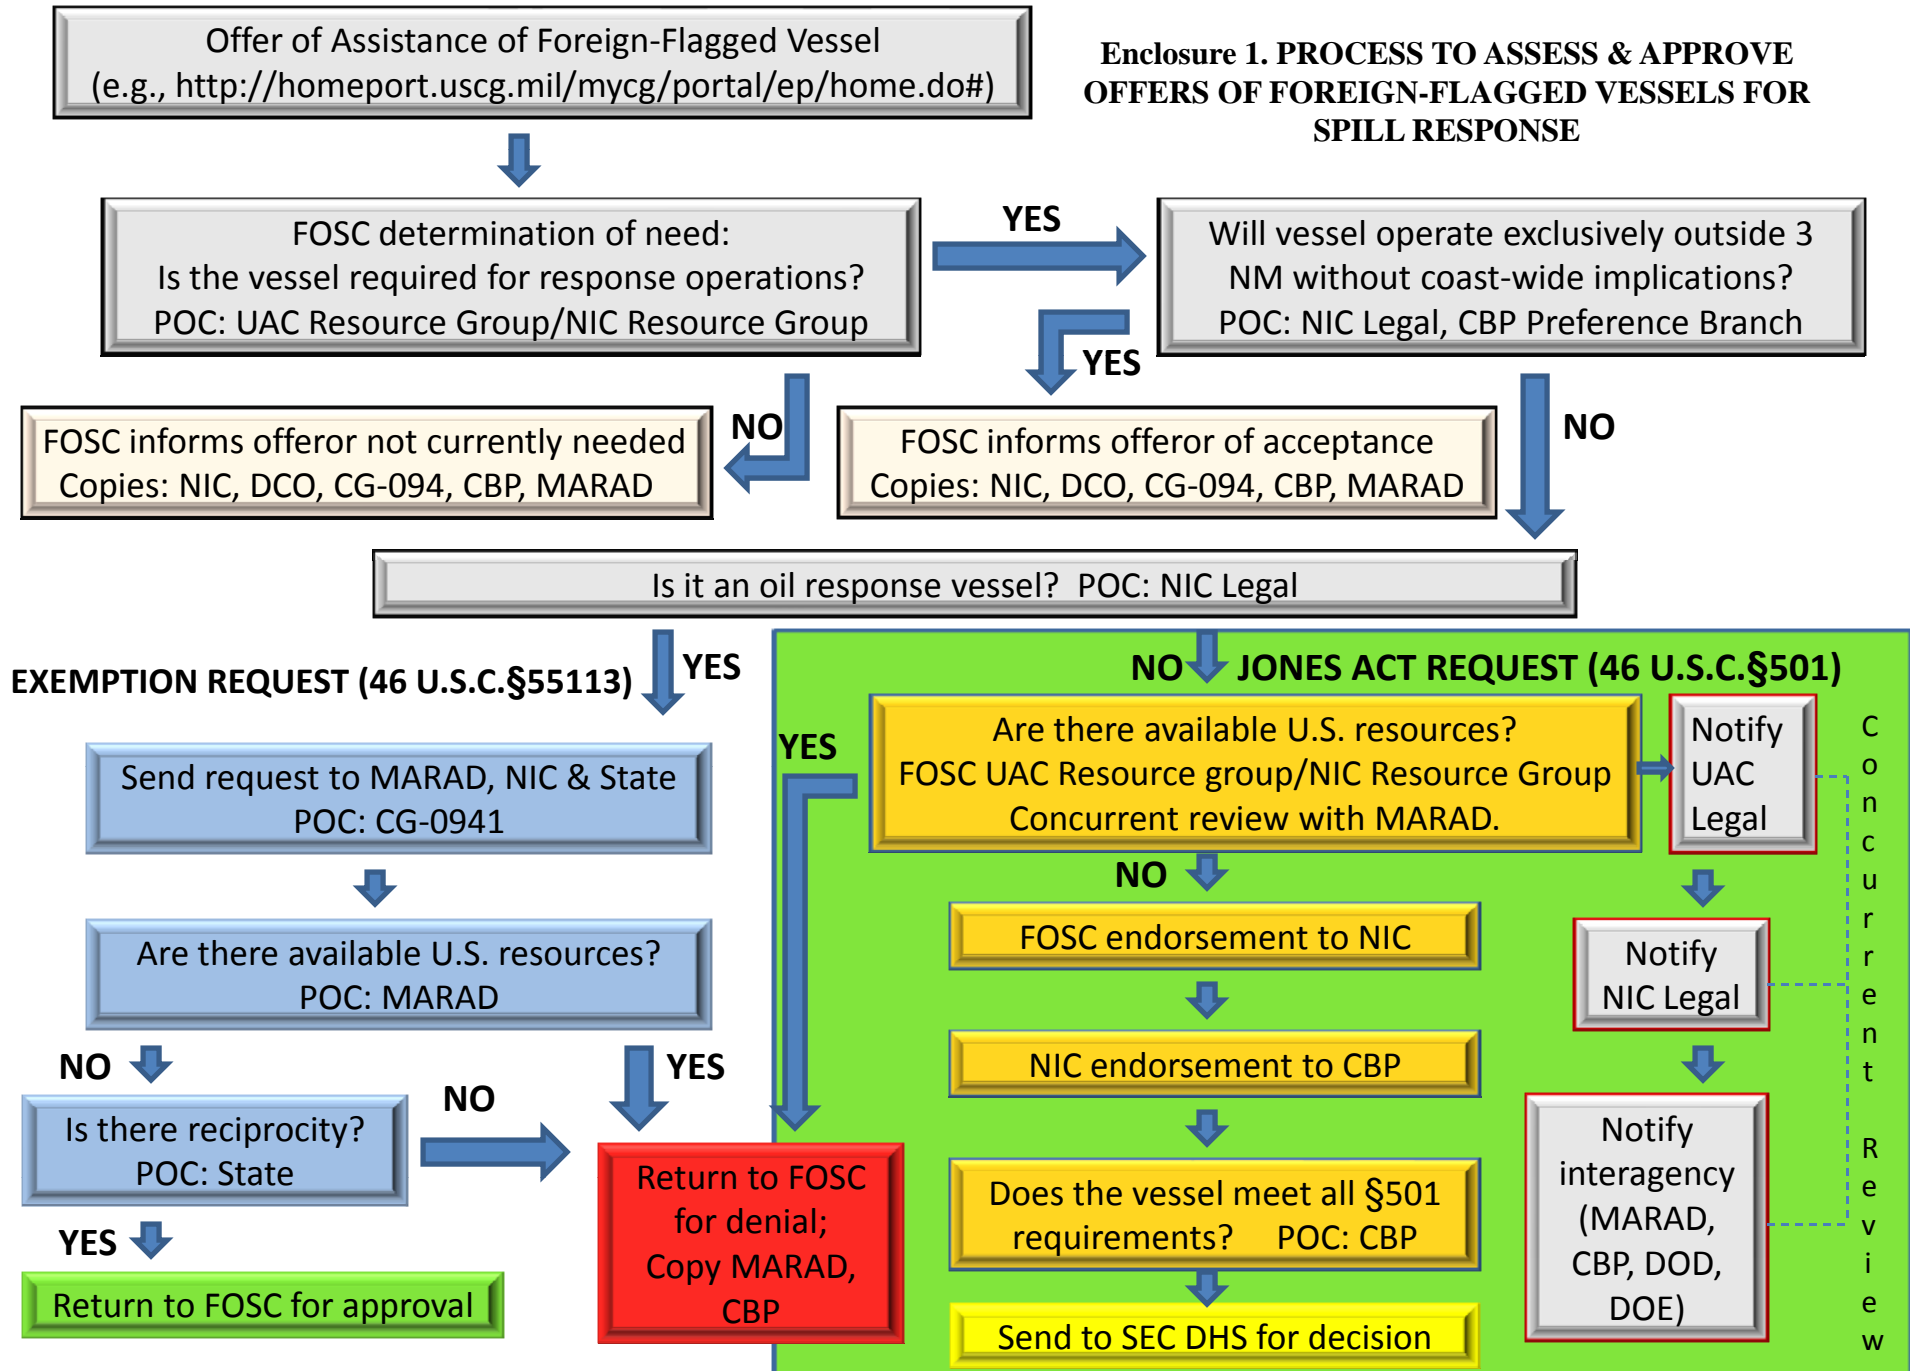 Offer of Assistance of Foreign-Flagged Vessel
(e.g., http://homeport.uscg.mil/mycg/portal/ep/home.do#)
Enclosure 1. PROCESS TO ASSESS & APPROVE
OFFERS OF FOREIGN-FLAGGED VESSELS FOR
SPILL RESPONSE
FOSC determination of need:
Is the vessel required for response operations?
POC: UAC Resource Group/NIC Resource Group
YES
Will vessel operate exclusively outside 3
NM without coast-wide implications?
POC: NIC Legal, CBP Preference Branch
YES
NO
NO
FOSC informs offeror not currently needed
Copies: NIC, DCO, CG-094, CBP, MARAD
FOSC informs offeror of acceptance
Copies: NIC, DCO, CG-094, CBP, MARAD
Is it an oil response vessel? POC: NIC Legal
YES
EXEMPTION REQUEST (46 U.S.C.§55113)
Send request to MARAD, NIC & State
POC: CG-0941
Are there available U.S. resources?
POC: MARAD
NO
YES
Is there reciprocity?
POC: State
NO
YES
Return to FOSC for approval
Return to FOSC
for denial;
Copy MARAD,
CBP
NO
JONES ACT REQUEST (46 U.S.C.§501)
YES
Are there available U.S. resources?
FOSC UAC Resource group/NIC Resource Group
Concurrent review with MARAD.
NO
FOSC endorsement to NIC
NIC endorsement to CBP
Does the vessel meet all §501
requirements? POC: CBP
Send to SEC DHS for decision
Notify
UAC
Legal
Notify
NIC Legal
Notify
interagency
(MARAD,
CBP, DOD,
DOE)
Concurrent Review